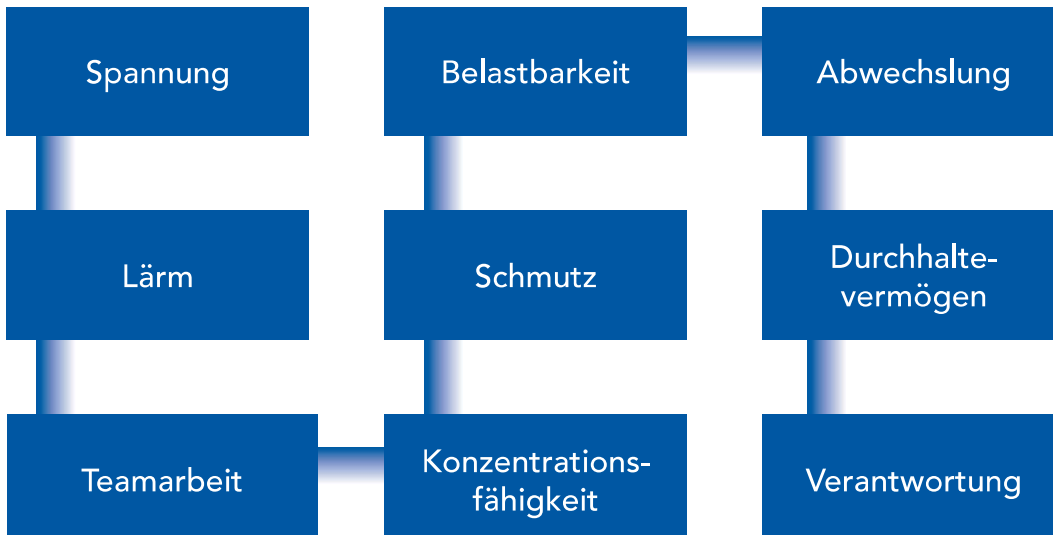 Spannung
Belastbarkeit
Abwechslung
Lärm
Schmutz
Durchhalte-
vermögen
Teamarbeit
Konzentrations-
fähigkeit
Verantwortung